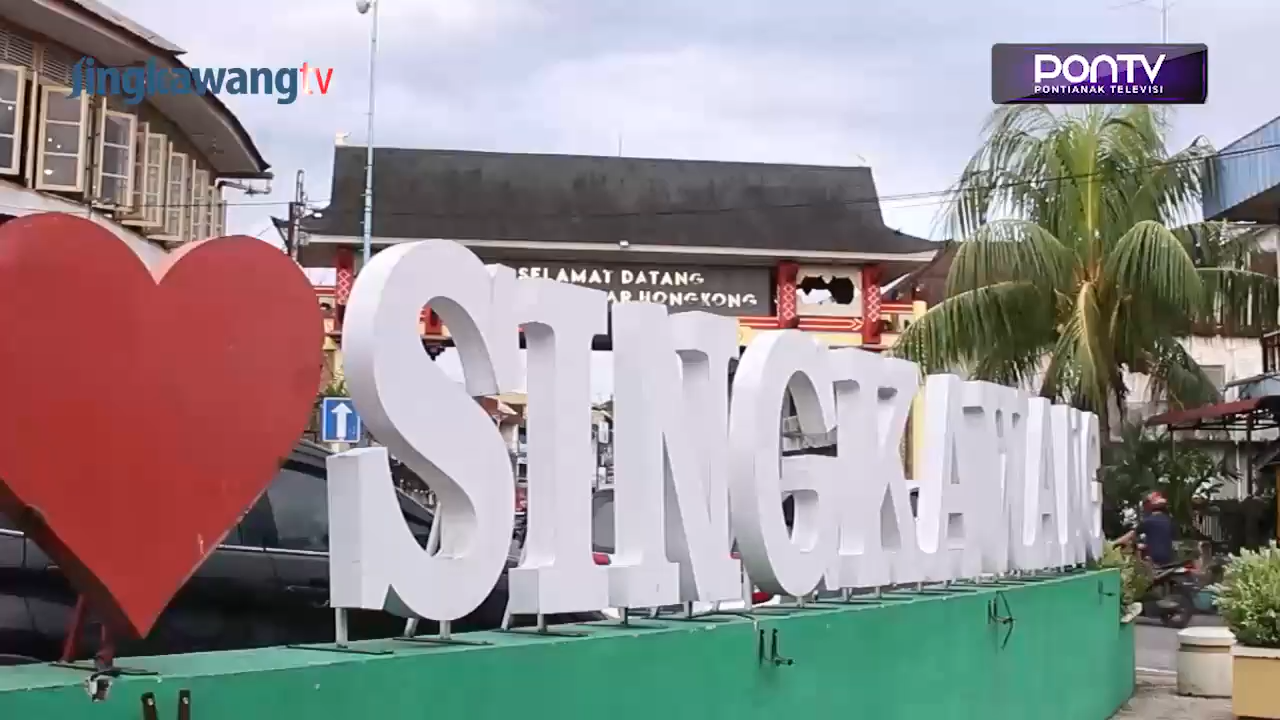 Singkawangtv
PONTV
PONTIANAK TELEVISI
SELAMAT DATANG
HONGKONG
SINGKAWANG